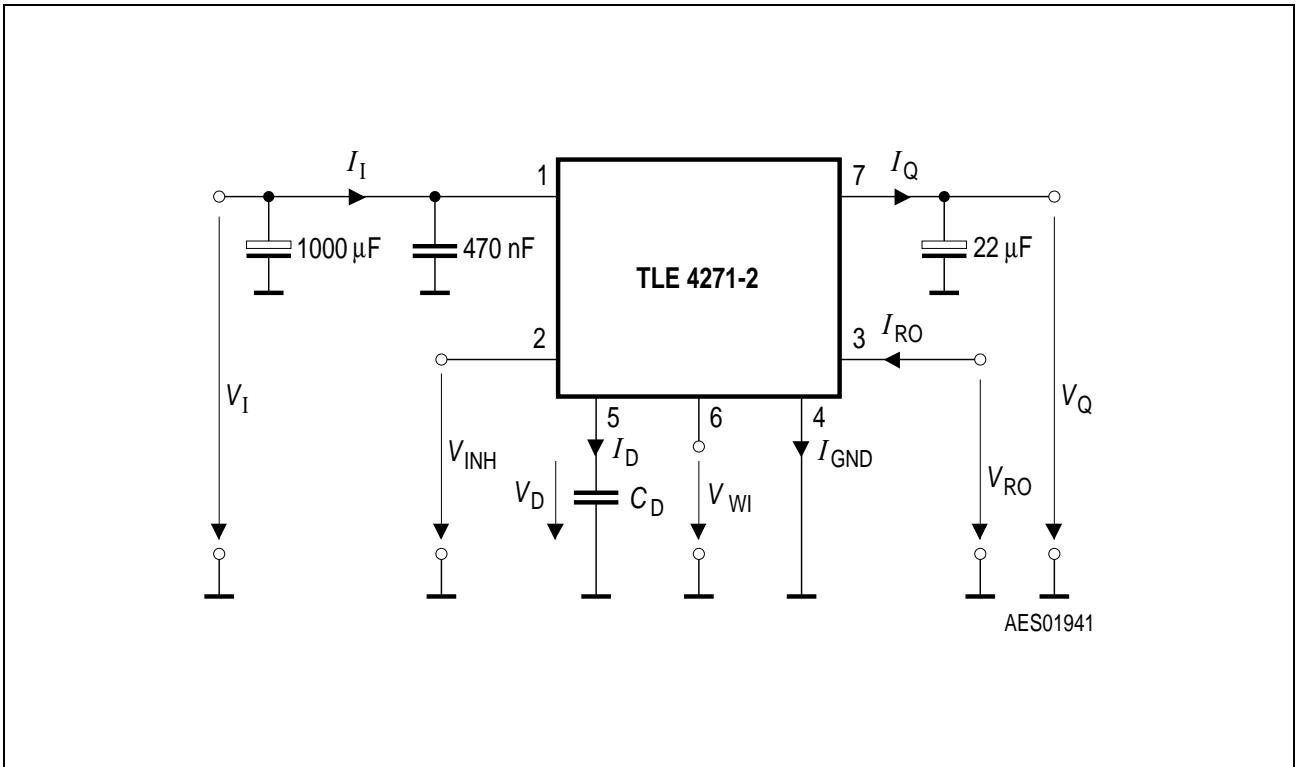 I_I
1
7
I_Q
1000 µF
470 nF
22 µF
TLE 4271-2
2
3
I_RO
V_I
V_INH
5
6
4
I_D
I_GND
V_D
C_D
V_WI
V_RO
V_Q
AES01941